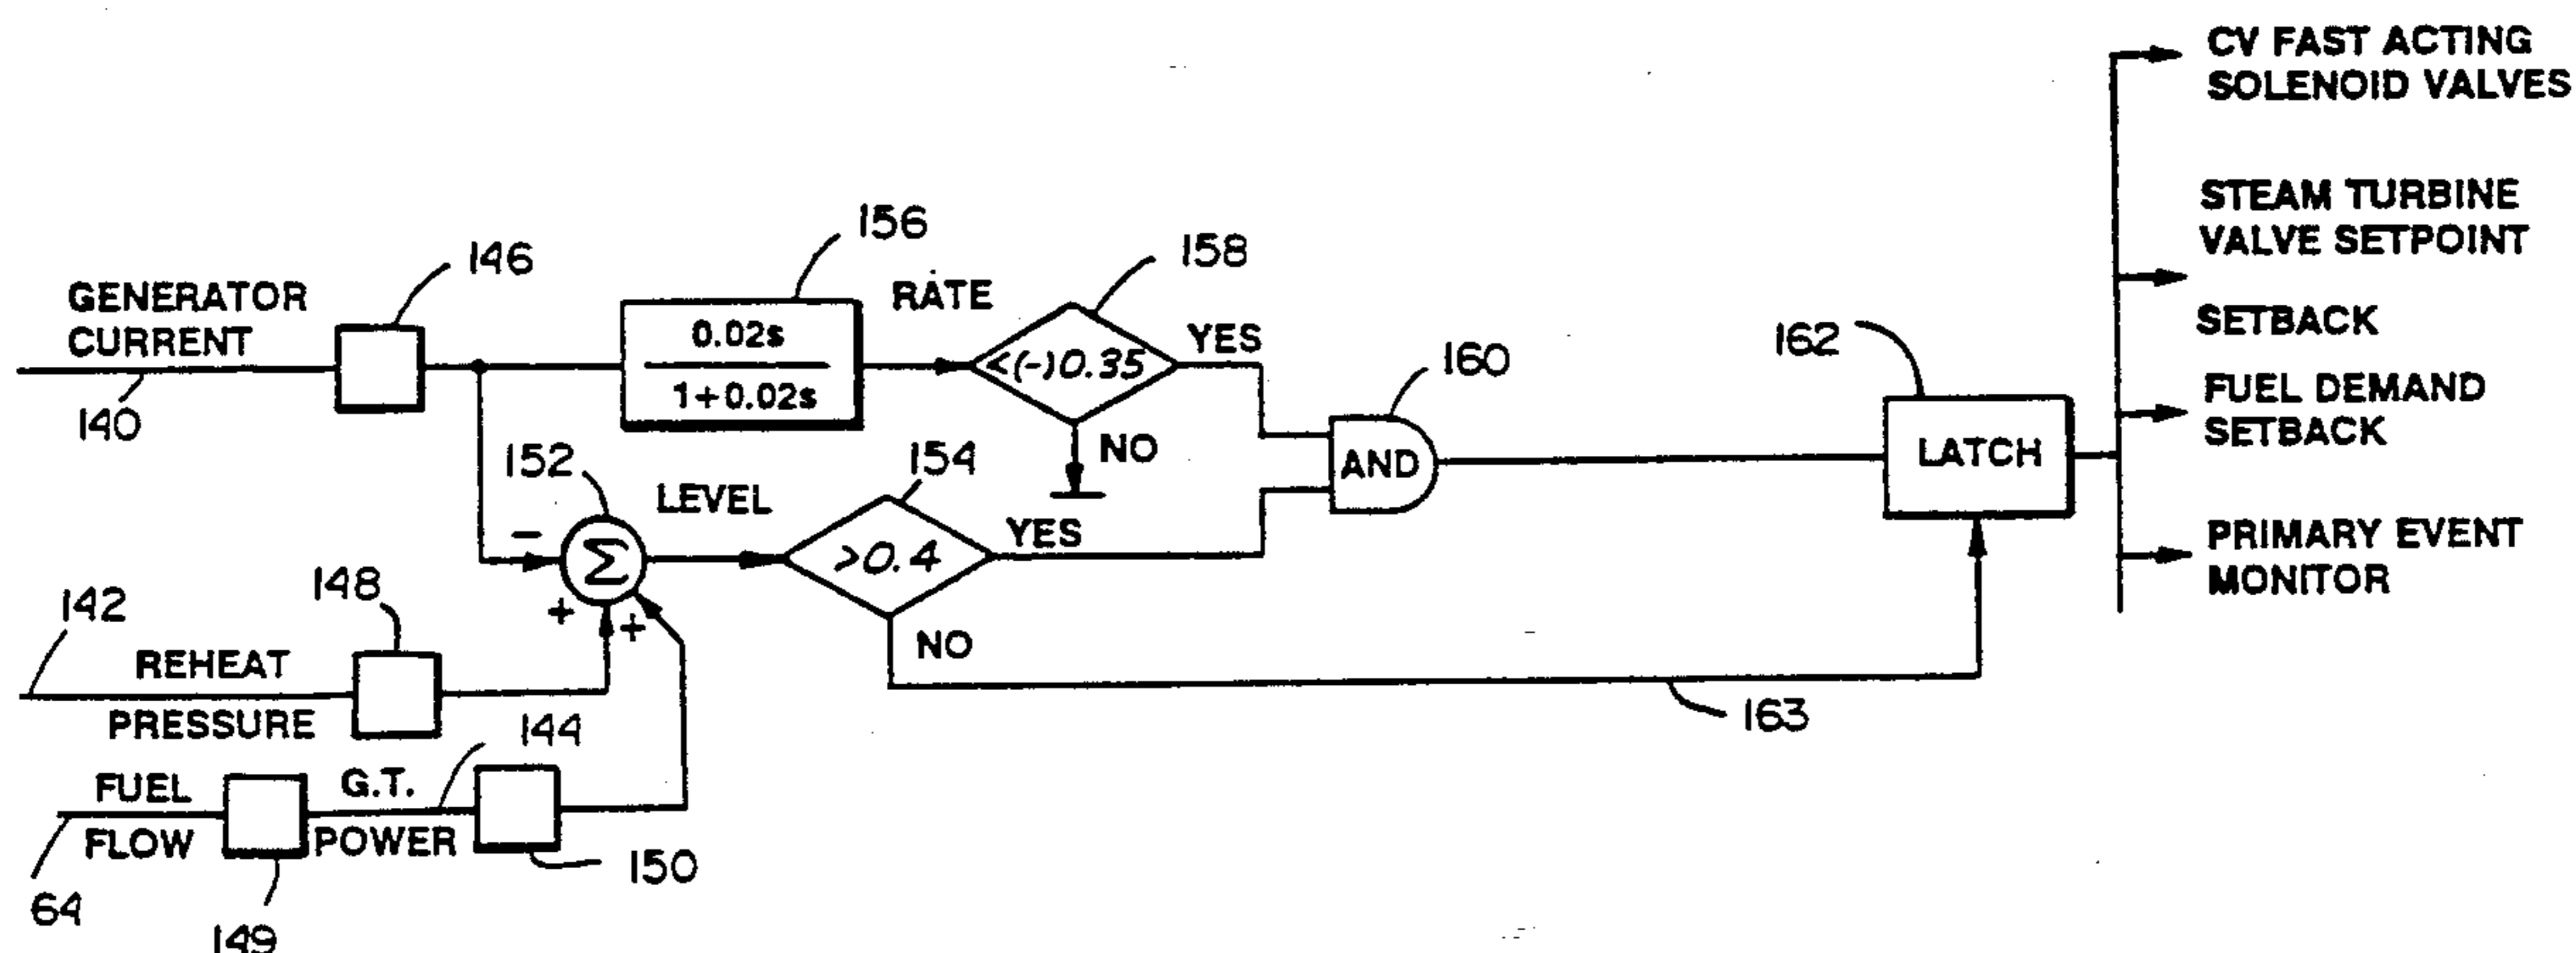 CV FAST ACTING
SOLENOID VALVES
STEAM TURBINE
VALVE SETPOINT
SETBACK
FUEL DEMAND
SETBACK
PRIMARY EVENT
MONITOR
GENERATOR
CURRENT
140
146
156
0.02s
1+0.02s
RATE
158
<(-)0.35
YES
NO
160
AND
162
LATCH
152
LEVEL
154
-
Σ
+
+
>0.4
YES
NO
163
142
REHEAT
PRESSURE
148
144
FUEL
FLOW
G.T.
POWER
150
64
149